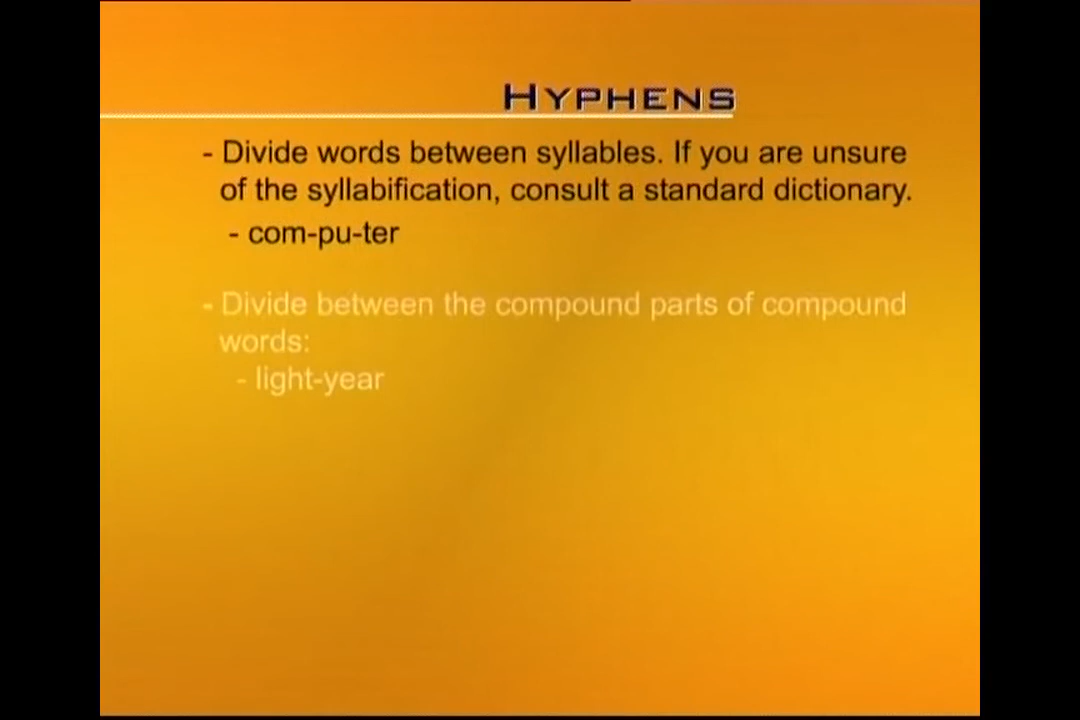 HYPHENS
- Divide words between syllables. If you are unsure
of the syllabification, consult a standard dictionary.
- com-pu-ter
- Divide between the compound parts of compound
words:
- light-year